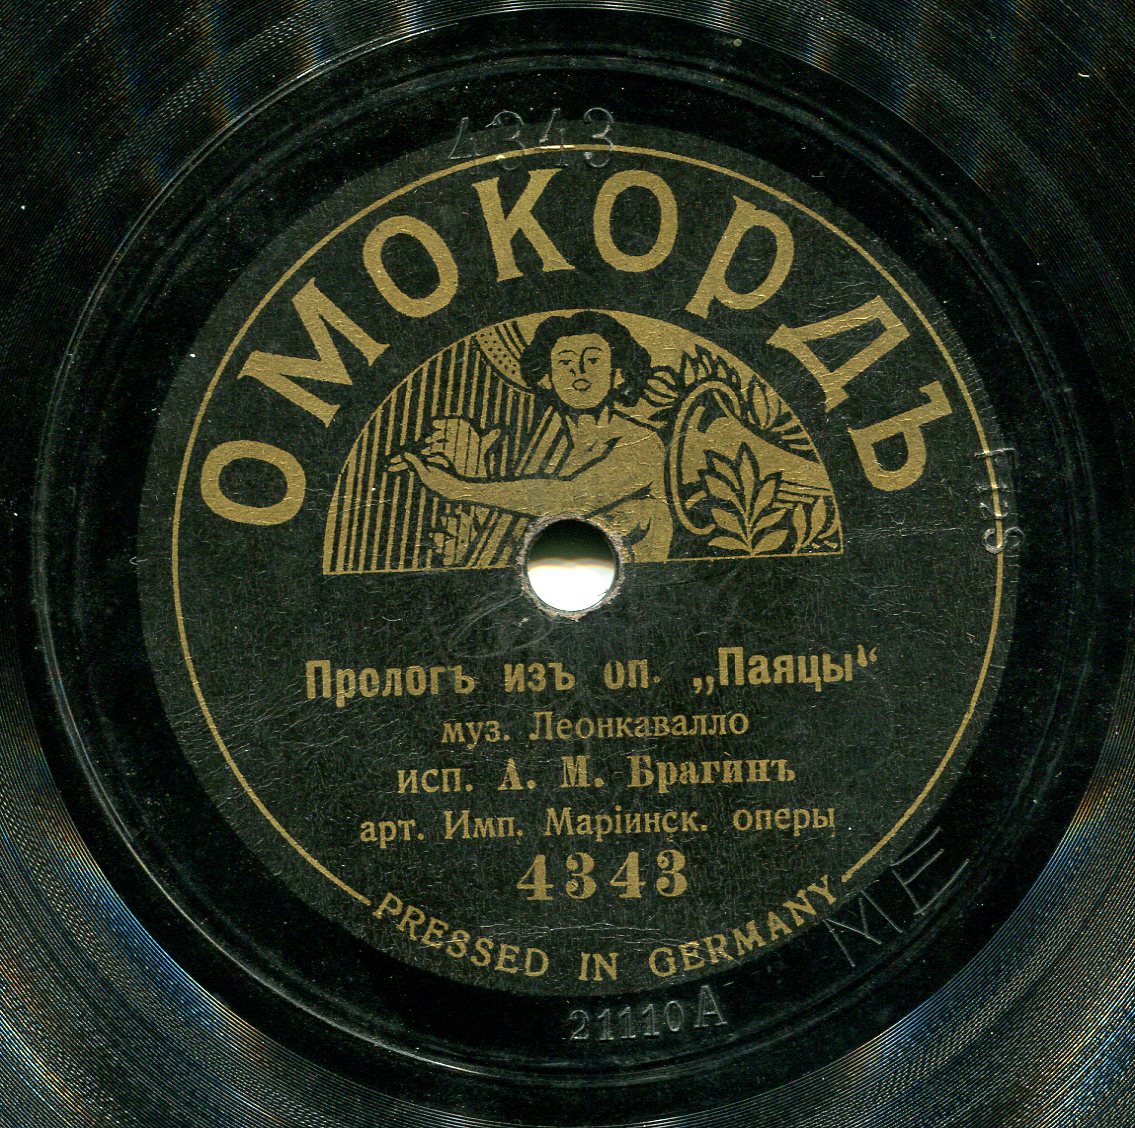 4343
ОМОКОРДЪ
Прологъ изъ оп. „Паяцы“
муз. Леонкавалло
исп. А. М. Брагинъ
арт. Имп. Маріинск. оперы
4343
PRESSED IN GERMANY
21110A
ME